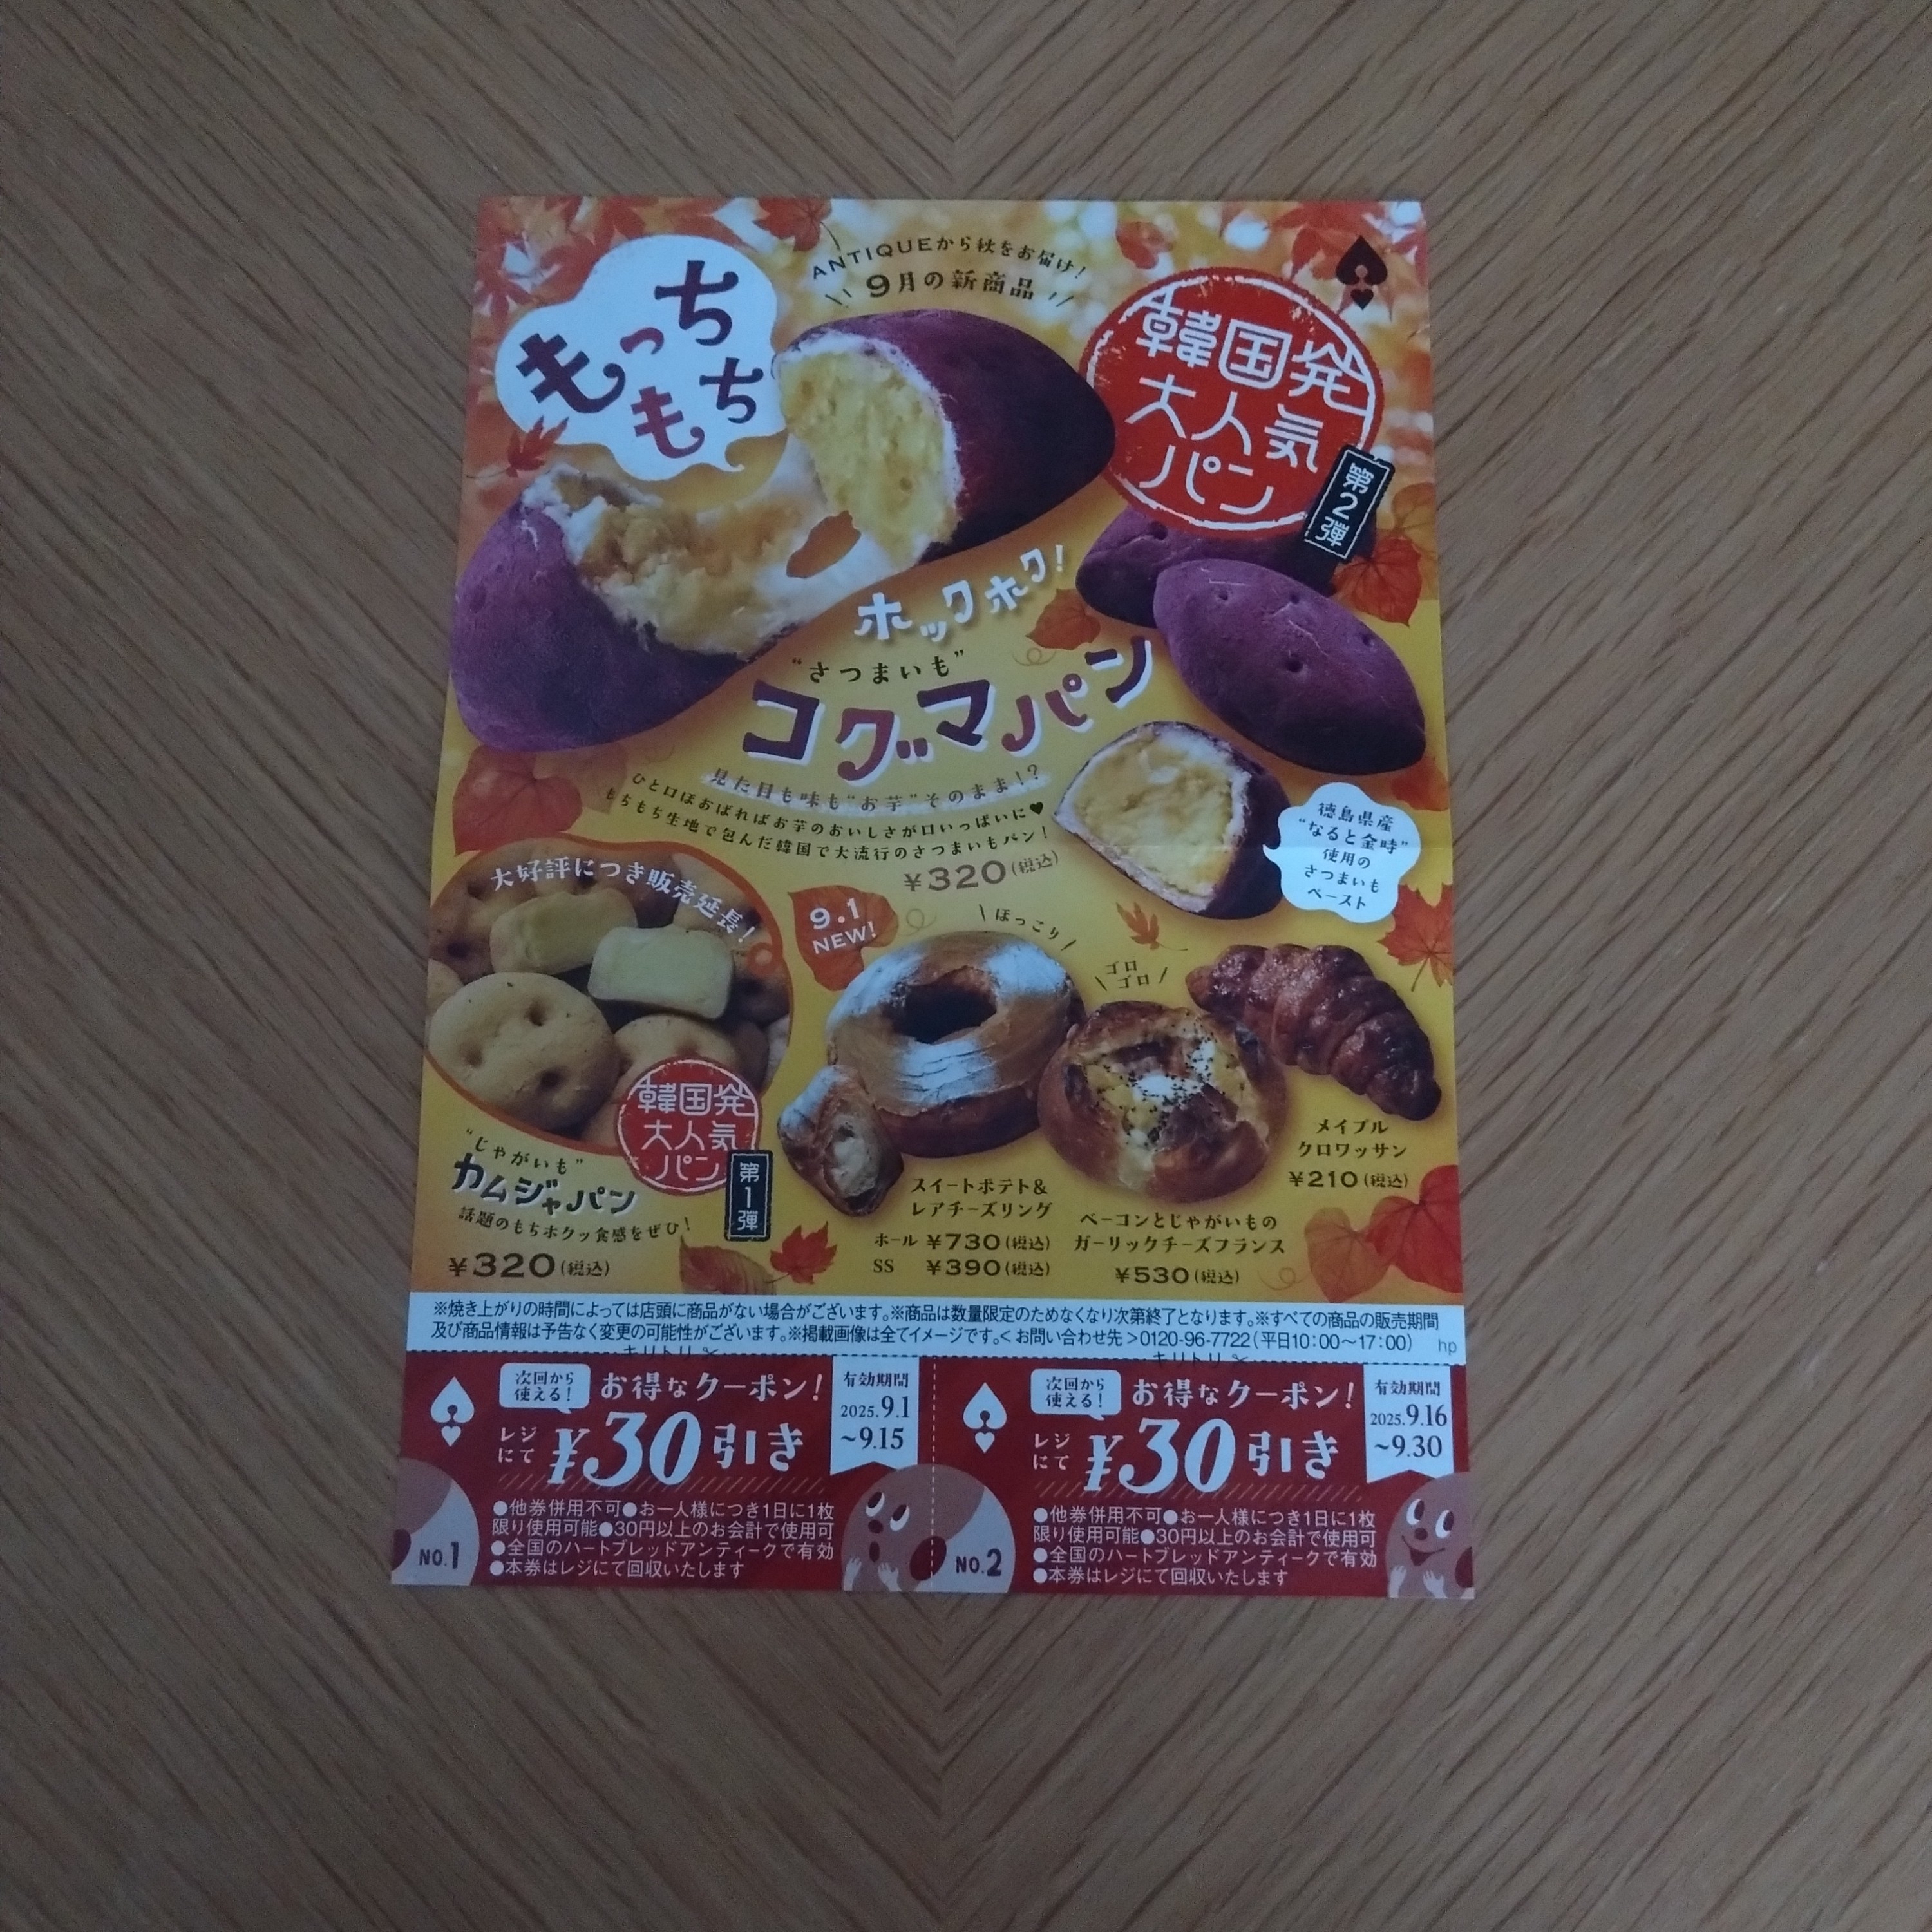 ANTIQUEから秋をお届け!
9月の新商品
もっち
もち
韓国発
大人気
パン
第2弾
ホックホク!
“さつまいも”
コグマパン
見た目も味も“お芋”そのまま!?
ひと口ほおばればお芋のおいしさが口いっぱいに♥
もちもち生地で包んだ韓国で大流行のさつまいもパン!
¥320(税込)
徳島県産
“なると金時”
使用の
さつまいも
ペースト
大好評につき販売延長!
韓国発
大人気
パン
第1弾
“じゃがいも”
カムジャパン
話題のもちホクッ食感をぜひ!
¥320(税込)
9.1
NEW!
ほっこり
ゴロ
ゴロ
スイートポテト&
レアチーズリング
ホール ¥730(税込)
SS ¥390(税込)
ベーコンとじゃがいもの
ガーリックチーズフランス
¥530(税込)
メイプル
クロワッサン
¥210(税込)
※焼き上がりの時間によっては店頭に商品がない場合がございます。※商品は数量限定のためなくなり次第終了となります。※すべての商品の販売期間
及び商品情報は予告なく変更の可能性がございます。※掲載画像は全てイメージです。<お問い合わせ先>0120-96-7722(平日10:00〜17:00) hp
キリトリ
キリトリ
次回から
使える!
お得なクーポン!
レジ
にて
¥30引き
有効期間
2025.9.1
~9.15
●他券併用不可●お一人様につき1日に1枚
限り使用可能●30円以上のお会計で使用可
●全国のハートブレッドアンティークで有効
●本券はレジにて回収いたします
NO.1
次回から
使える!
お得なクーポン!
レジ
にて
¥30引き
有効期間
2025.9.16
~9.30
●他券併用不可●お一人様につき1日に1枚
限り使用可能●30円以上のお会計で使用可
●全国のハートブレッドアンティークで有効
●本券はレジにて回収いたします
NO.2